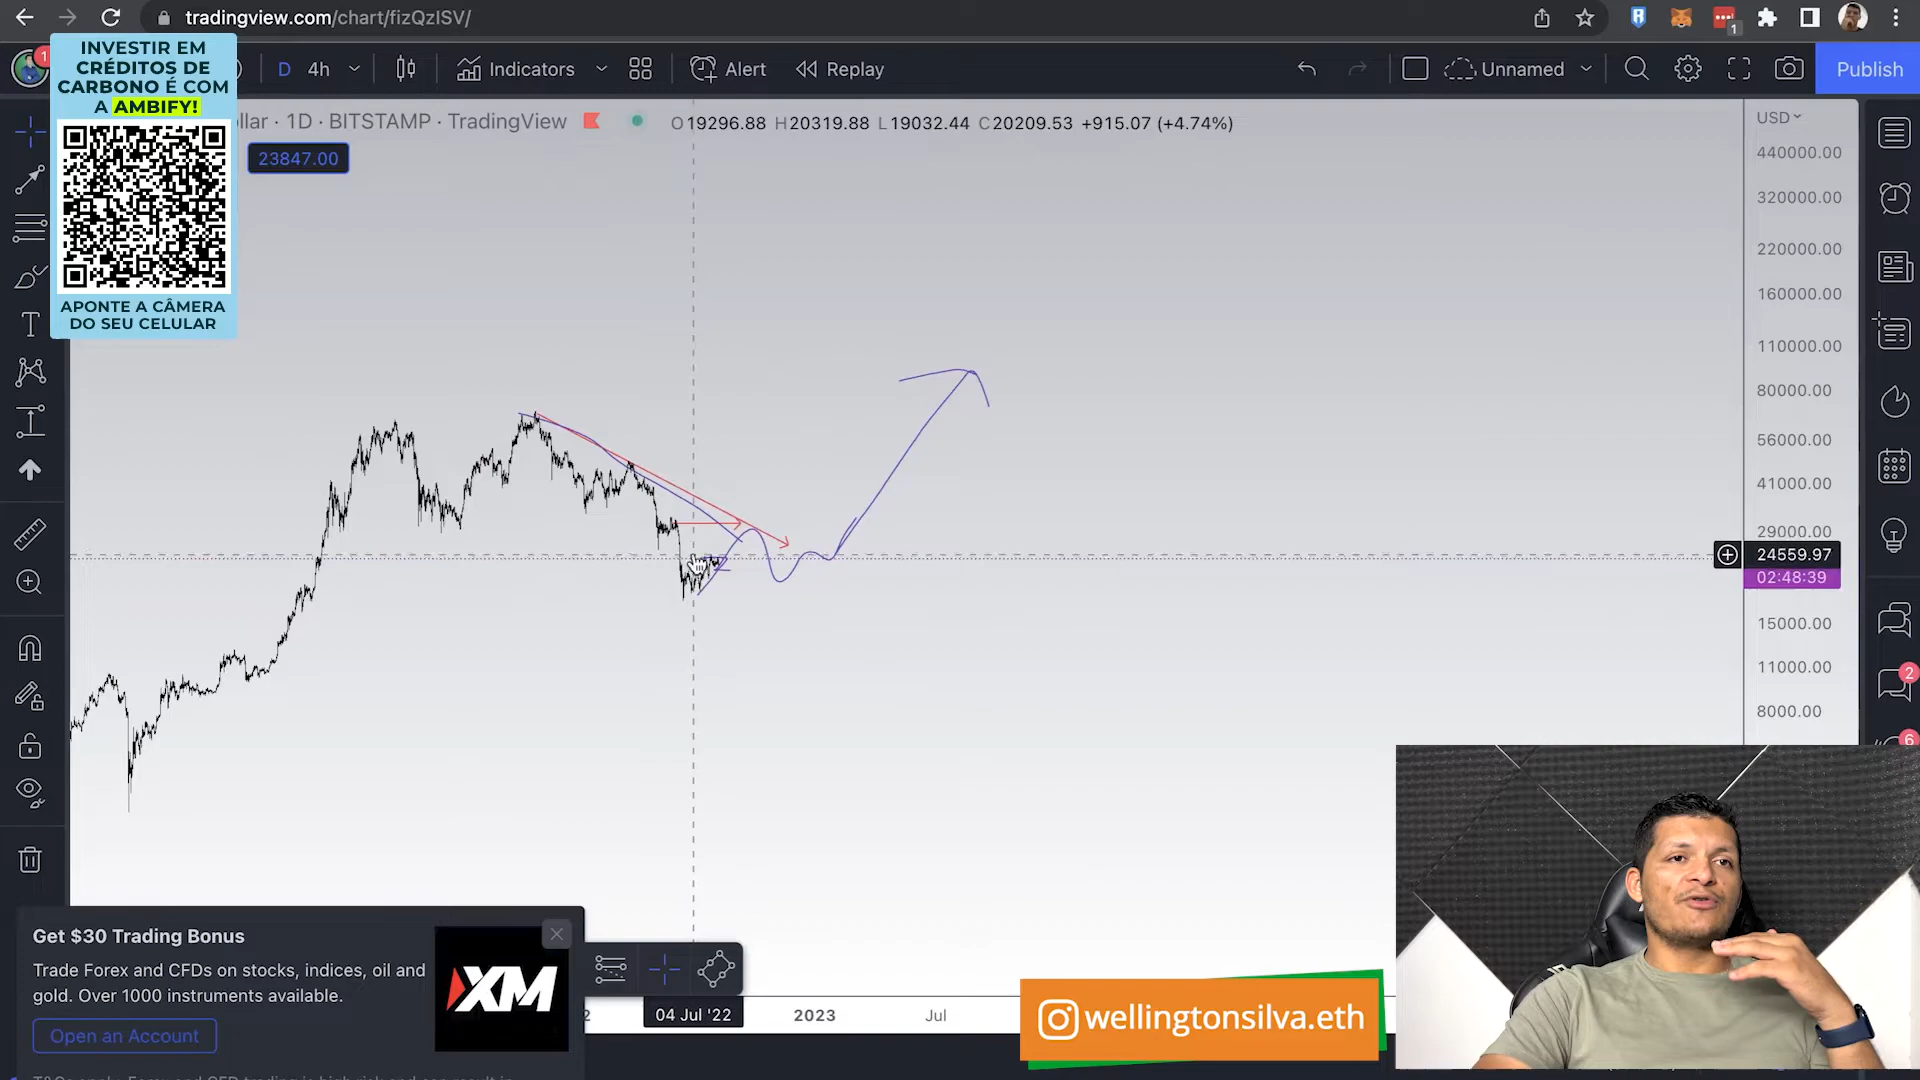 tradingview.com/chart/fizQzISV/
1
1
INVESTIR EM
CRÉDITOS DE
CARBONO É COM
A AMBIFY!
APONTE A CÂMERA
DO SEU CELULAR
D 4h Indicators Alert Replay Unnamed Publish
llar · 1D · BITSTAMP · TradingView O19296.88 H20319.88 L19032.44 C20209.53 +915.07 (+4.74%)
23847.00
USD
440000.00
320000.00
220000.00
160000.00
110000.00
80000.00
56000.00
41000.00
29000.00
24559.97
02:48:39
15000.00
11000.00
8000.00
2
6
Get $30 Trading Bonus
Trade Forex and CFDs on stocks, indices, oil and
gold. Over 1000 instruments available.
Open an Account
XM
2 04 Jul '22 2023 Jul
wellingtonsilva.eth